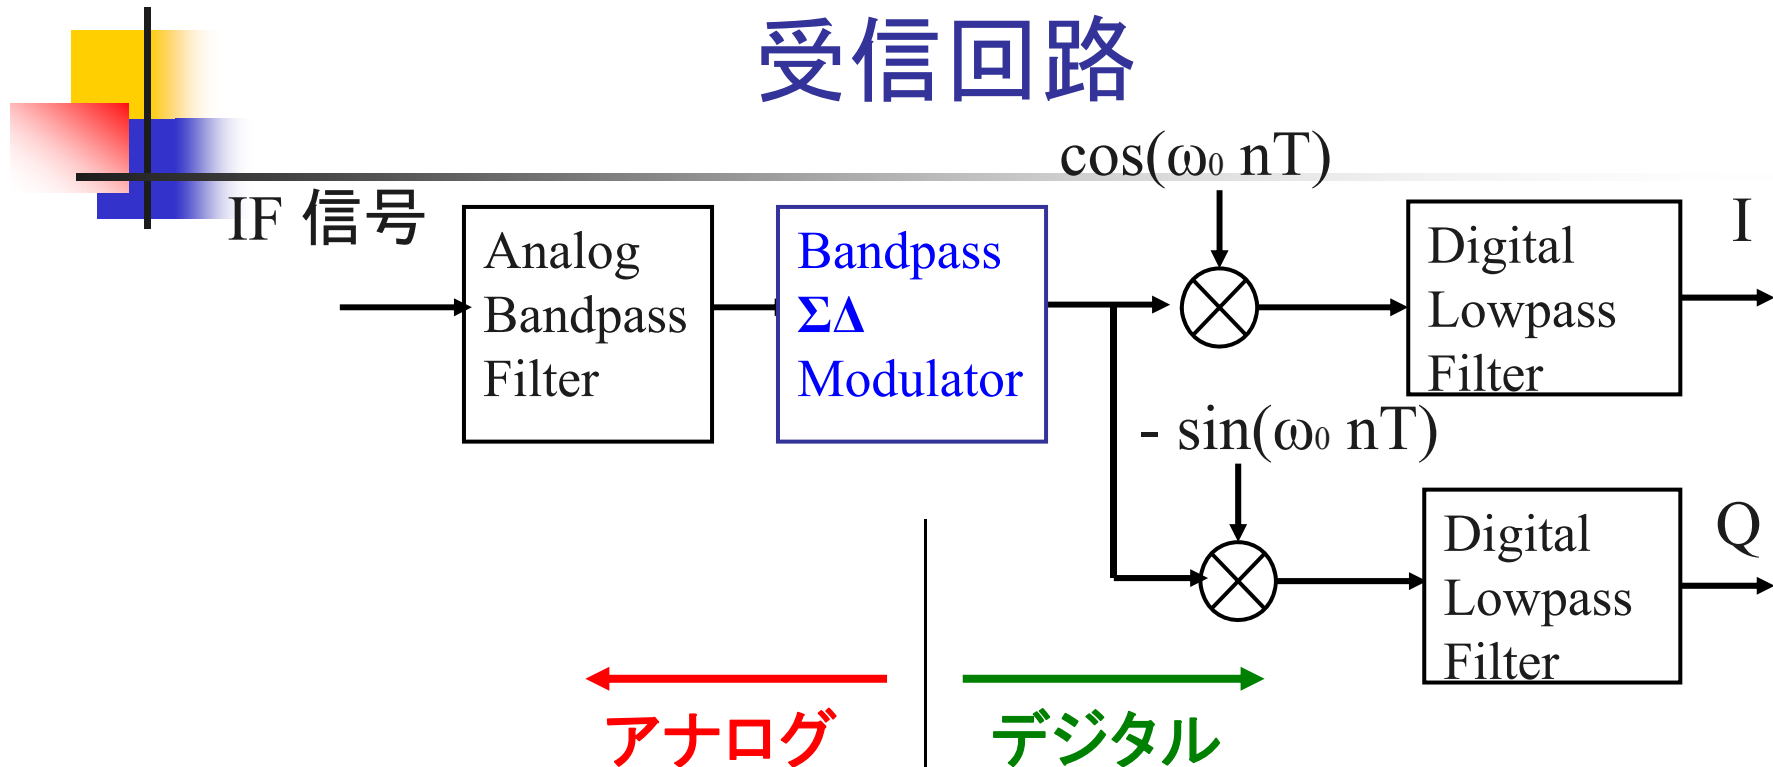 受信回路
cos(ω₀ nT)
IF 信号
Analog
Bandpass
Filter
Bandpass
ΣΔ
Modulator
Digital
Lowpass
Filter
I
- sin(ω₀ nT)
Digital
Lowpass
Filter
Q
アナログ
デジタル